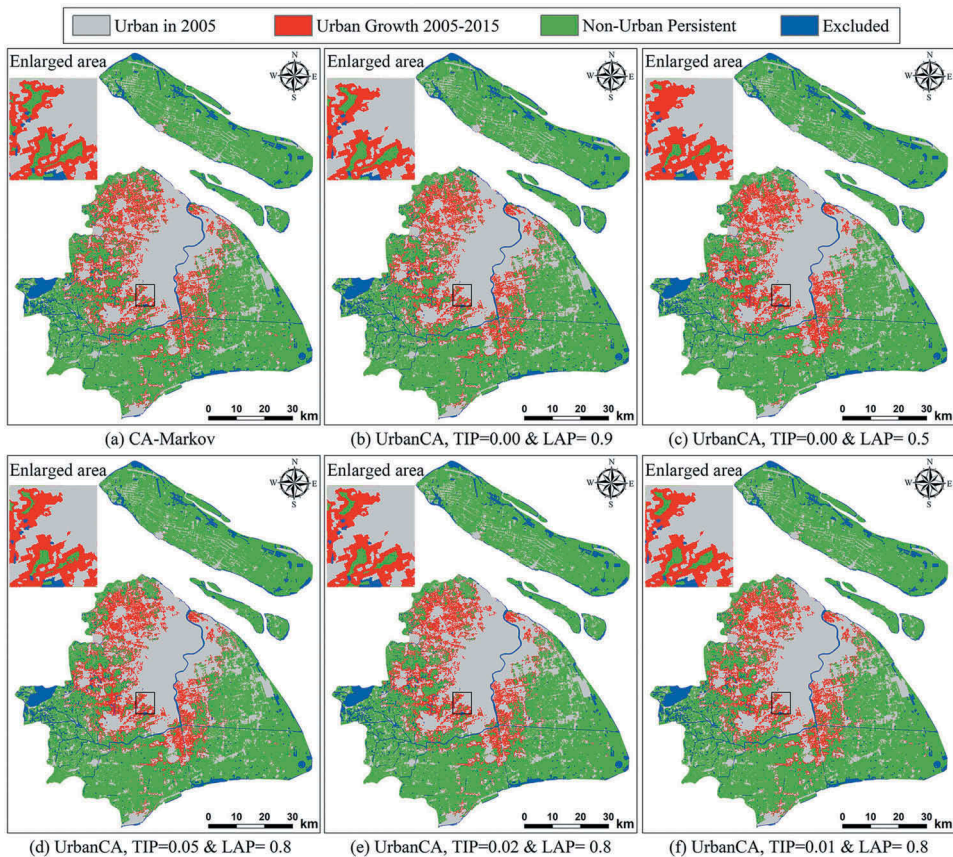 Urban in 2005 Urban Growth 2005-2015 Non-Urban Persistent Excluded
Enlarged area N W E S
0 10 20 30 km
Enlarged area N W E S
0 10 20 30 km
Enlarged area N W E S
0 10 20 30 km
(a) CA-Markov
(b) UrbanCA, TIP=0.00 & LAP= 0.9
(c) UrbanCA, TIP=0.00 & LAP= 0.5
Enlarged area N W E S
0 10 20 30 km
Enlarged area N W E S
0 10 20 30 km
Enlarged area N W E S
0 10 20 30 km
(d) UrbanCA, TIP=0.05 & LAP= 0.8
(e) UrbanCA, TIP=0.02 & LAP= 0.8
(f) UrbanCA, TIP=0.01 & LAP= 0.8